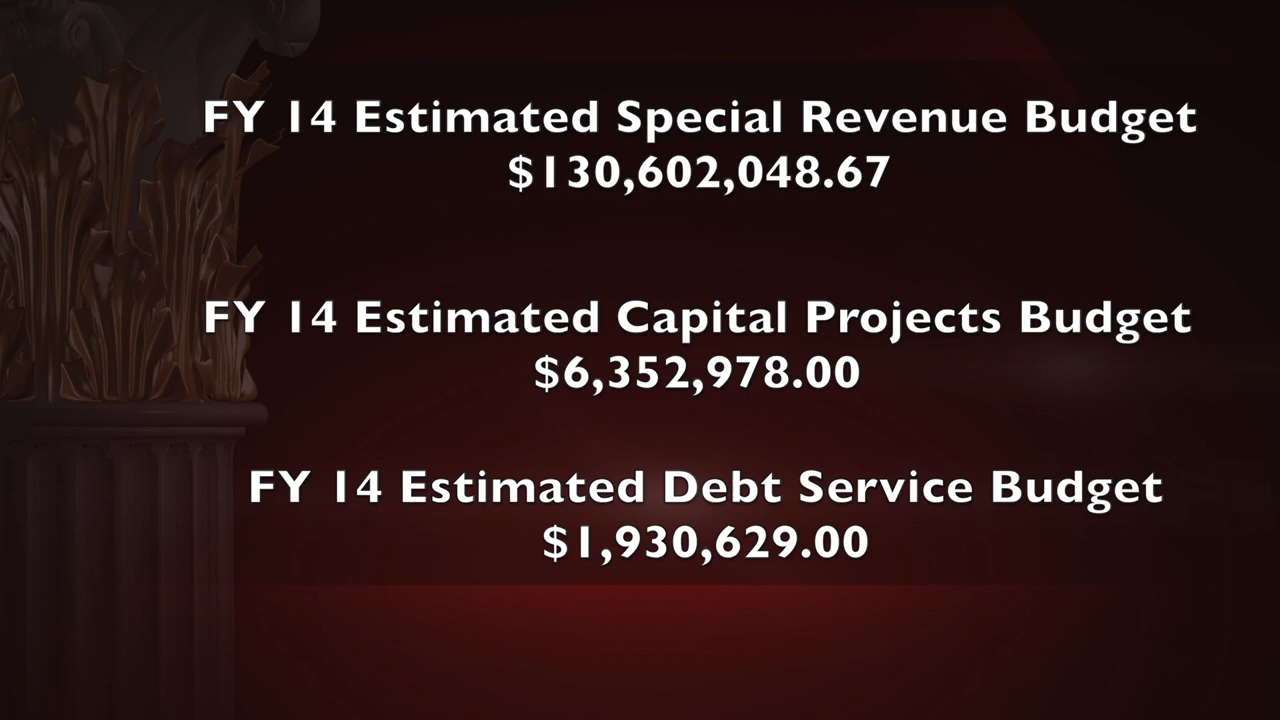 FY 14 Estimated Special Revenue Budget
$130,602,048.67
FY 14 Estimated Capital Projects Budget
$6,352,978.00
FY 14 Estimated Debt Service Budget
$1,930,629.00